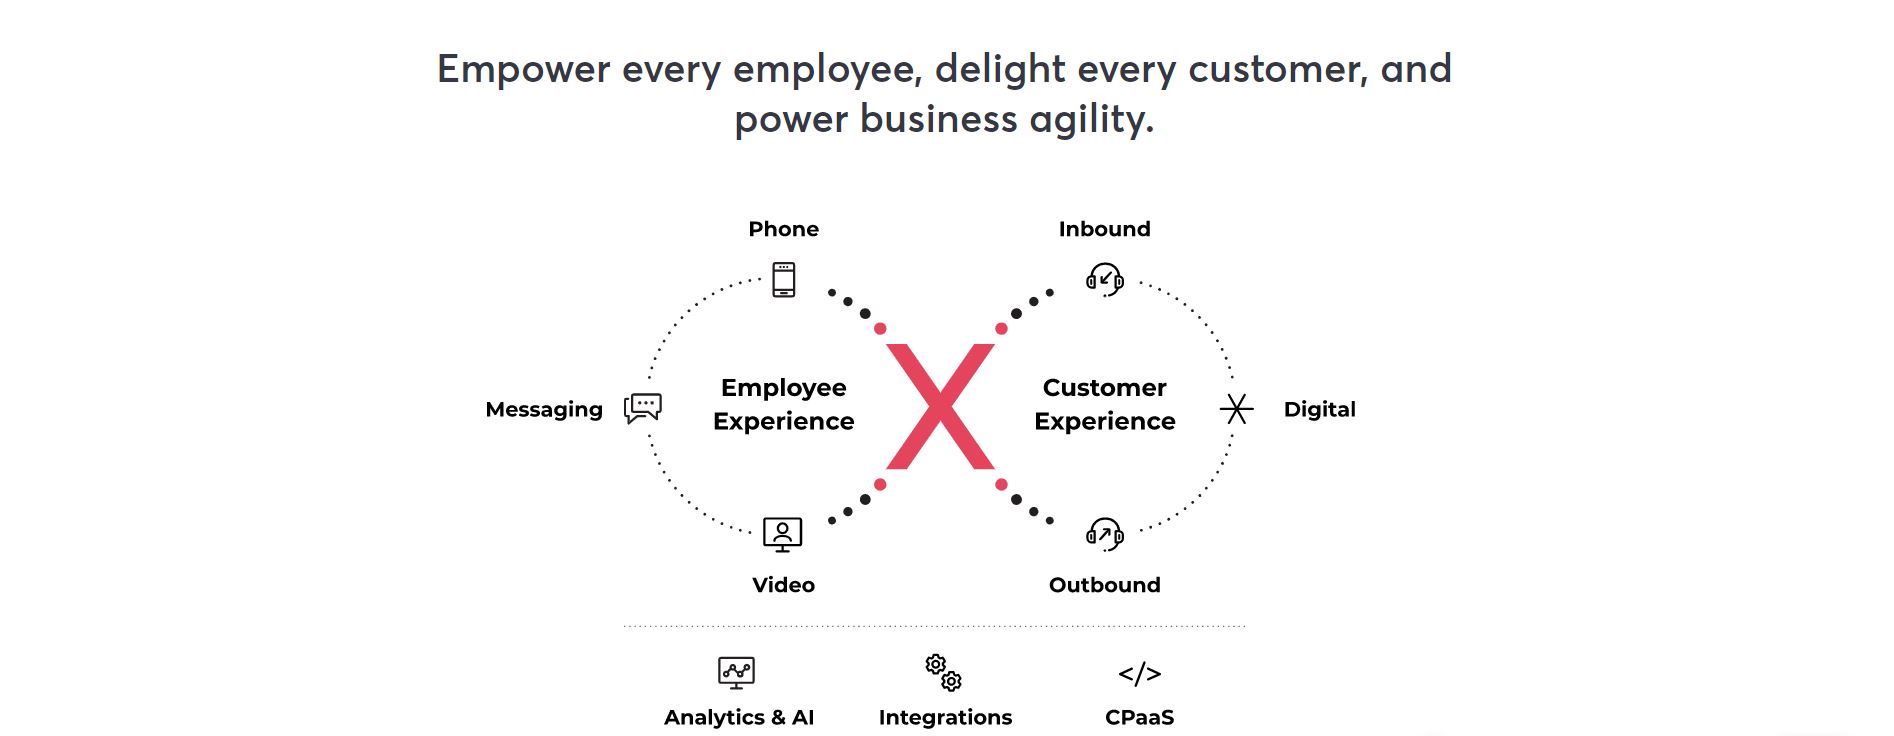 Empower every employee, delight every customer, and
power business agility.
Phone
Inbound
Messaging
Employee
Experience
X
Customer
Experience
Digital
Video
Outbound
Analytics & AI
Integrations
</>
CPaaS